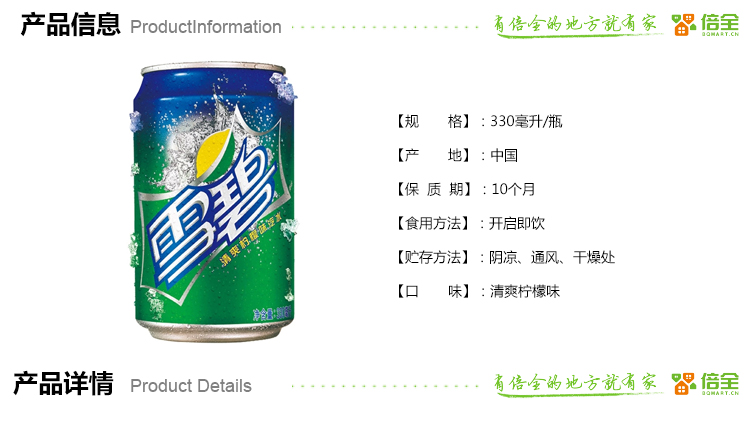 产品信息 ProductInformation
有倍全的地方就有家
倍全
BQMART.CN
雪碧
清爽柠檬味汽水
净含量:330毫升
【规 格】:330毫升/瓶
【产 地】:中国
【保 质 期】:10个月
【食用方法】:开启即饮
【贮存方法】:阴凉、通风、干燥处
【口 味】:清爽柠檬味
产品详情 Product Details
有倍全的地方就有家
倍全
BQMART.CN